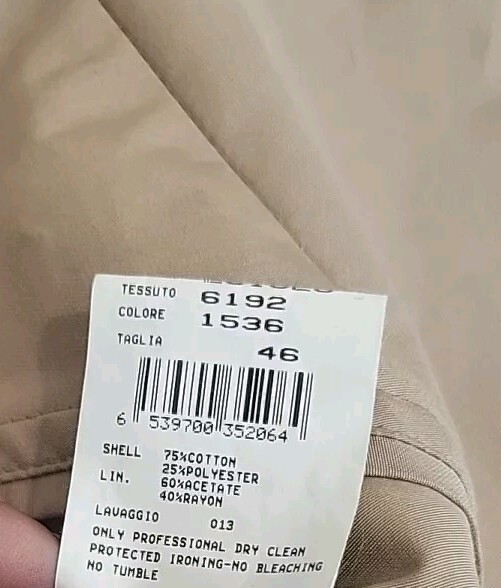 TESSUTO 6192
COLORE 1536
TAGLIA 46
6 539700 352064
SHELL 75%COTTON
25%POLYESTER
LIN. 60%ACETATE
40%RAYON
LAVAGGIO 013
ONLY PROFESSIONAL DRY CLEAN
PROTECTED IRONING-NO BLEACHING
NO TUMBLE